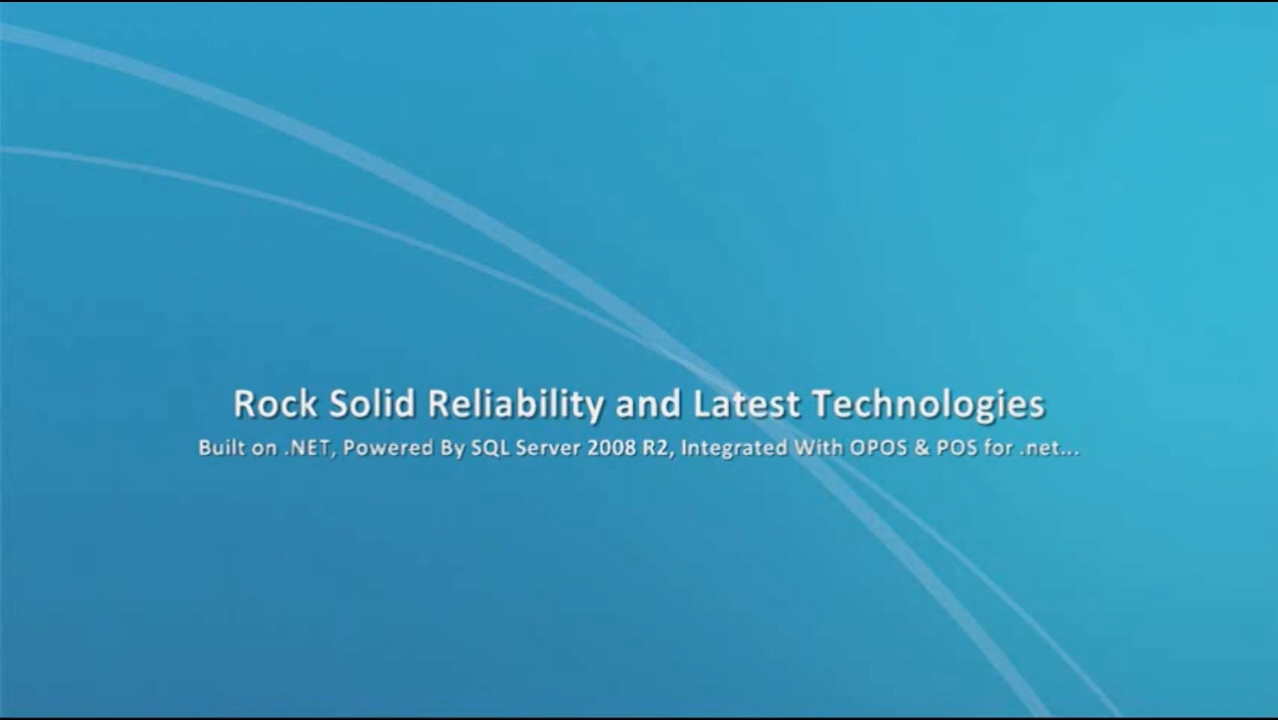 Rock Solid Reliability and Latest Technologies
Built on .NET, Powered By SQL Server 2008 R2, Integrated With OPOS & POS for .net...